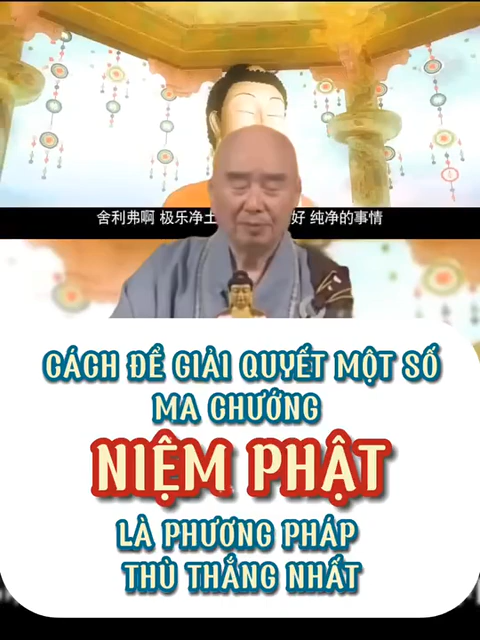 舍利弗啊 极乐净土 好 纯净的事情
CÁCH ĐỂ GIẢI QUYẾT MỘT SỐ
MA CHƯỚNG
NIỆM PHẬT
LÀ PHƯƠNG PHÁP
THÙ THẮNG NHẤT